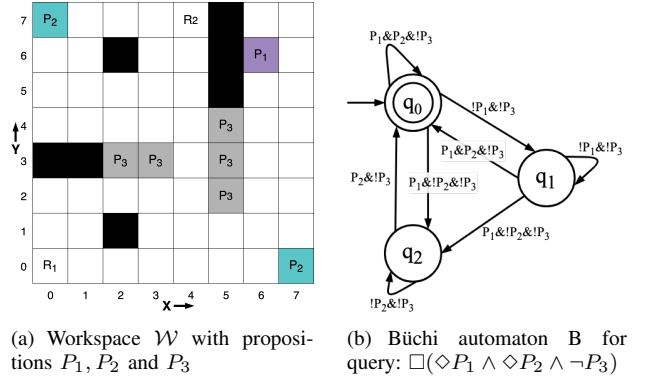 7 P2 R2
6 P1
5
4 P3
Y
3 P3 P3 P3
2 P3
1
0 R1 P2
0 1 2 3 4 5 6 7
X
P1&P2&!P3
q0
!P1&!P3
P1&P2&!P3
!P1&!P3
P2&!P3
P1&!P2&!P3
q1
P1&!P2&!P3
q2
!P2&!P3
(a) Workspace 𝒲 with proposi-
tions P1, P2 and P3
(b) Büchi automaton B for
query: □(◇P1 ∧ ◇P2 ∧ ¬P3)